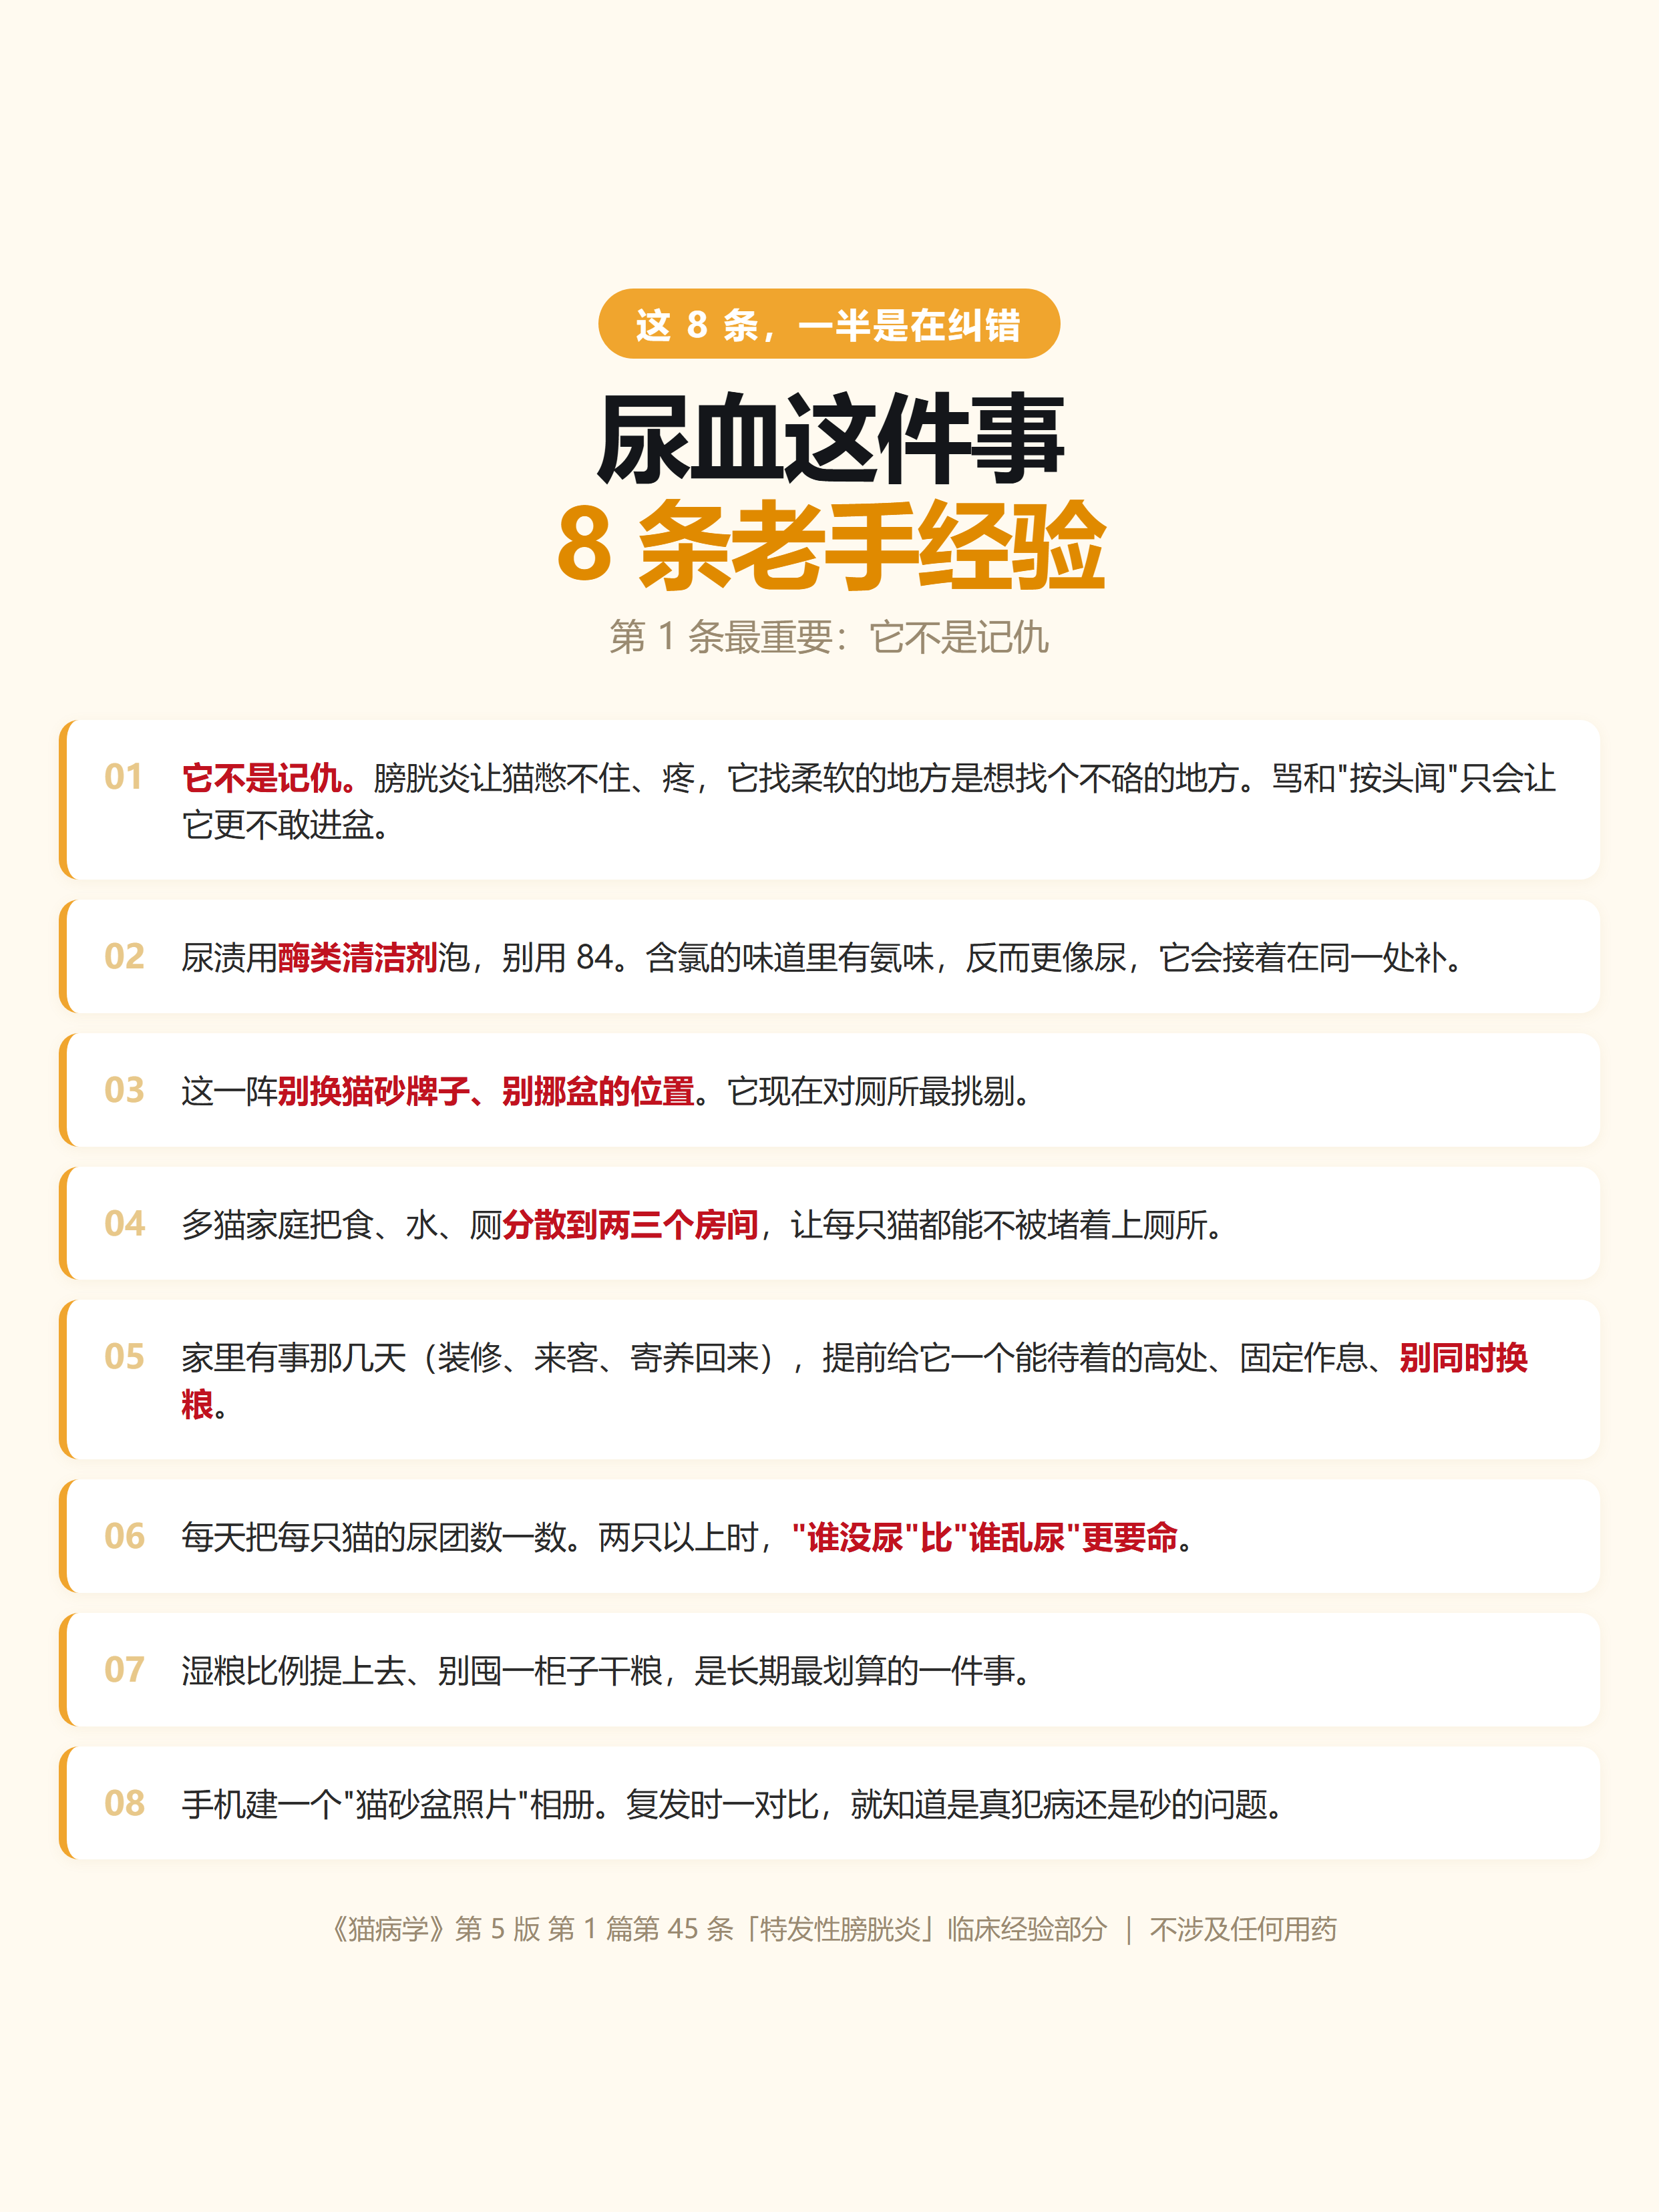 这 8 条，一半是在纠错
尿血这件事
8 条老手经验
第 1 条最重要：它不是记仇
01 它不是记仇。膀胱炎让猫憋不住、疼，它找柔软的地方是想找个不硌的地方。骂和"按头闻"只会让
它更不敢进盆。
02 尿渍用酶类清洁剂泡，别用 84。含氯的味道里有氨味，反而更像尿，它会接着在同一处补。
03 这一阵别换猫砂牌子、别挪盆的位置。它现在对厕所最挑剔。
04 多猫家庭把食、水、厕分散到两三个房间，让每只猫都能不被堵着上厕所。
05 家里有事那几天（装修、来客、寄养回来），提前给它一个能待着的高处、固定作息、别同时换
粮。
06 每天把每只猫的尿团数一数。两只以上时，"谁没尿"比"谁乱尿"更要命。
07 湿粮比例提上去、别囤一柜子干粮，是长期最划算的一件事。
08 手机建一个"猫砂盆照片"相册。复发时一对比，就知道是真犯病还是砂的问题。
《猫病学》第 5 版 第 1 篇第 45 条「特发性膀胱炎」临床经验部分 ｜ 不涉及任何用药